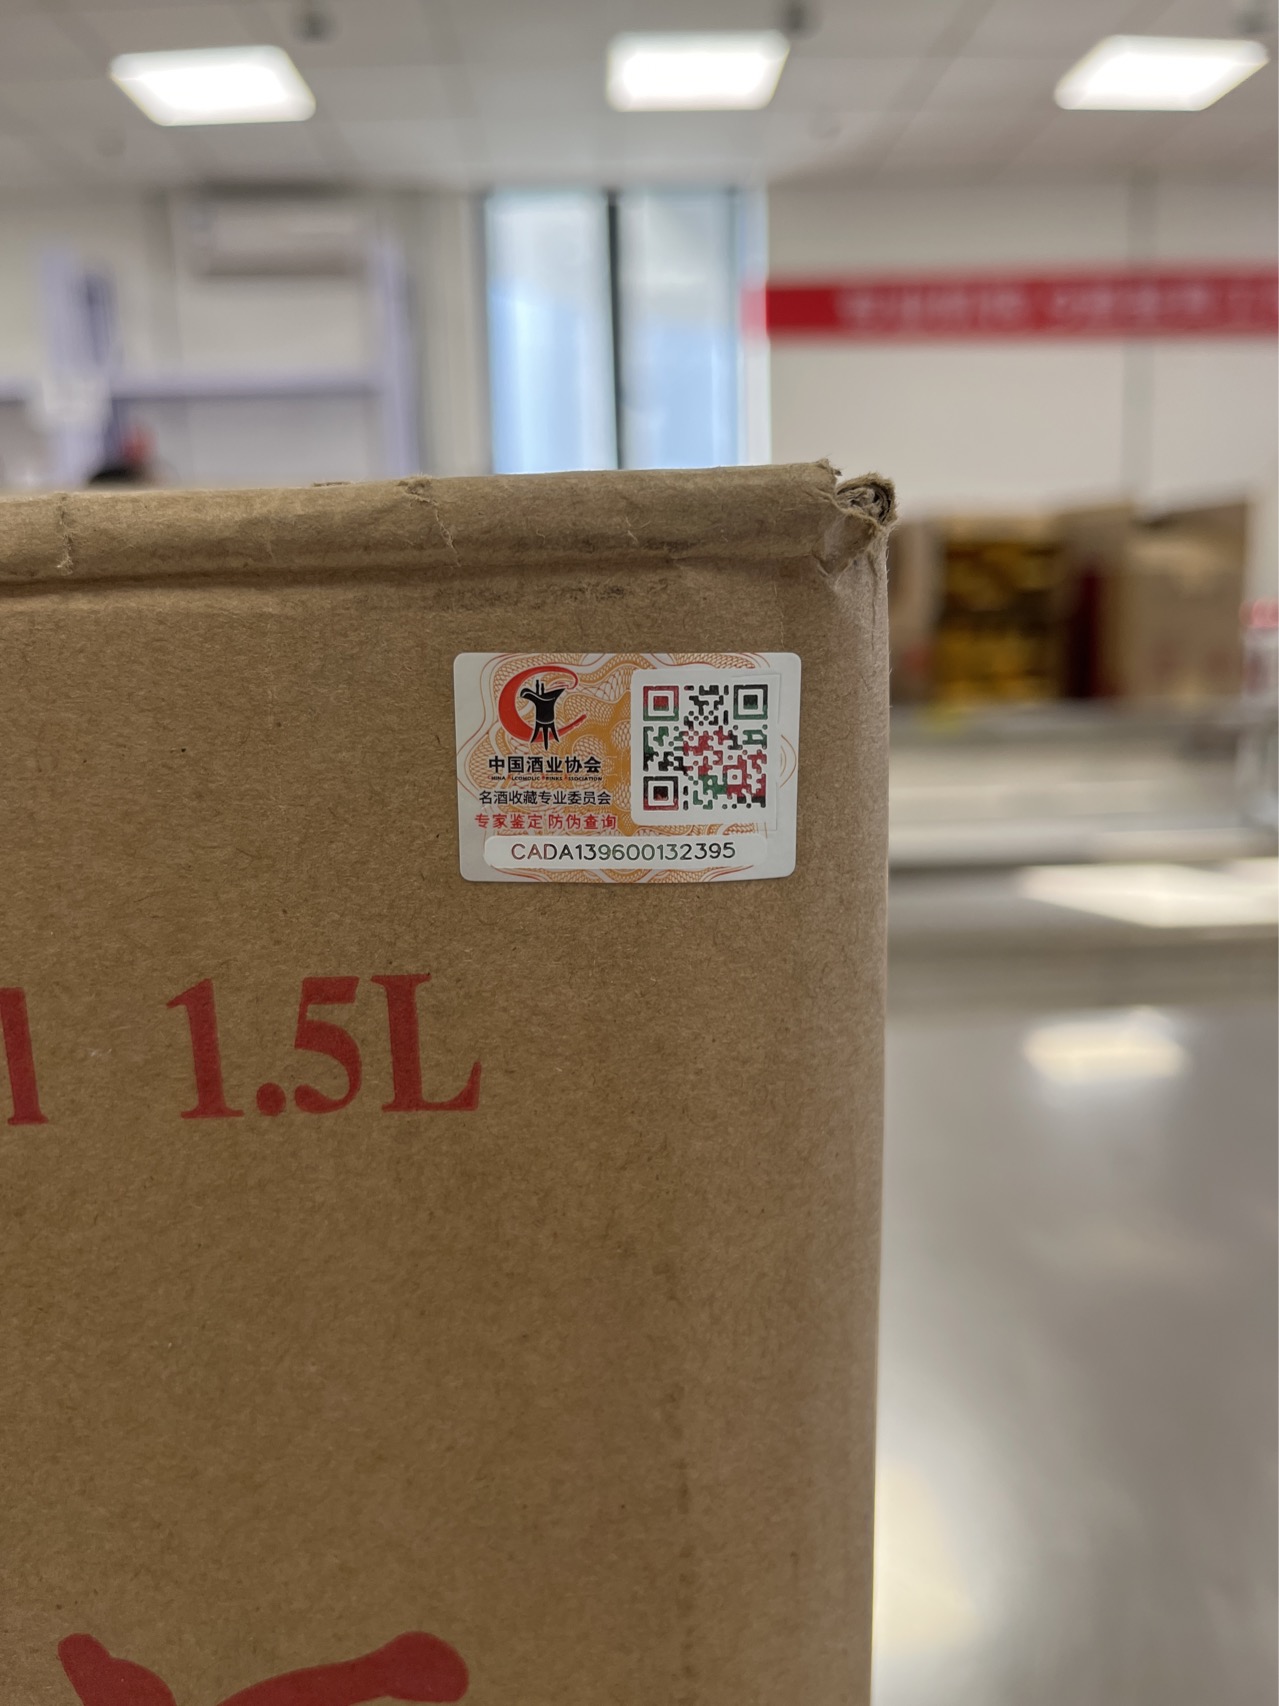 中国酒业协会
名酒收藏专业委员会
专家鉴定 防伪查询
CADA139600132395
1.5L